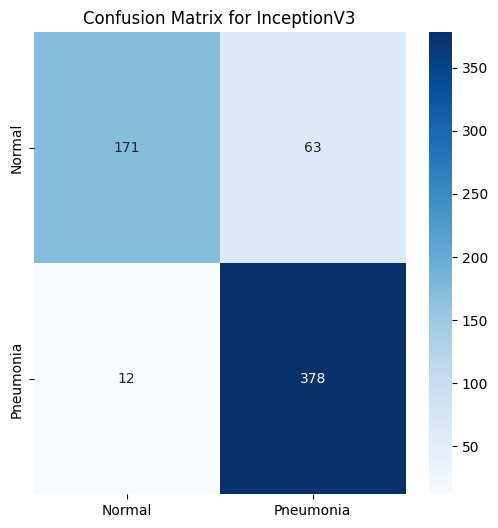 Confusion Matrix for InceptionV3
Normal
171
63
Pneumonia
12
378
Normal
Pneumonia
350
300
250
200
150
100
50